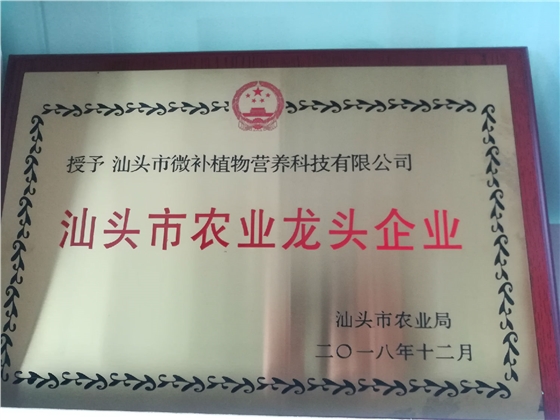 授予 汕头市微补植物营养科技有限公司
汕头市农业龙头企业
汕头市农业局
二〇一八年十二月